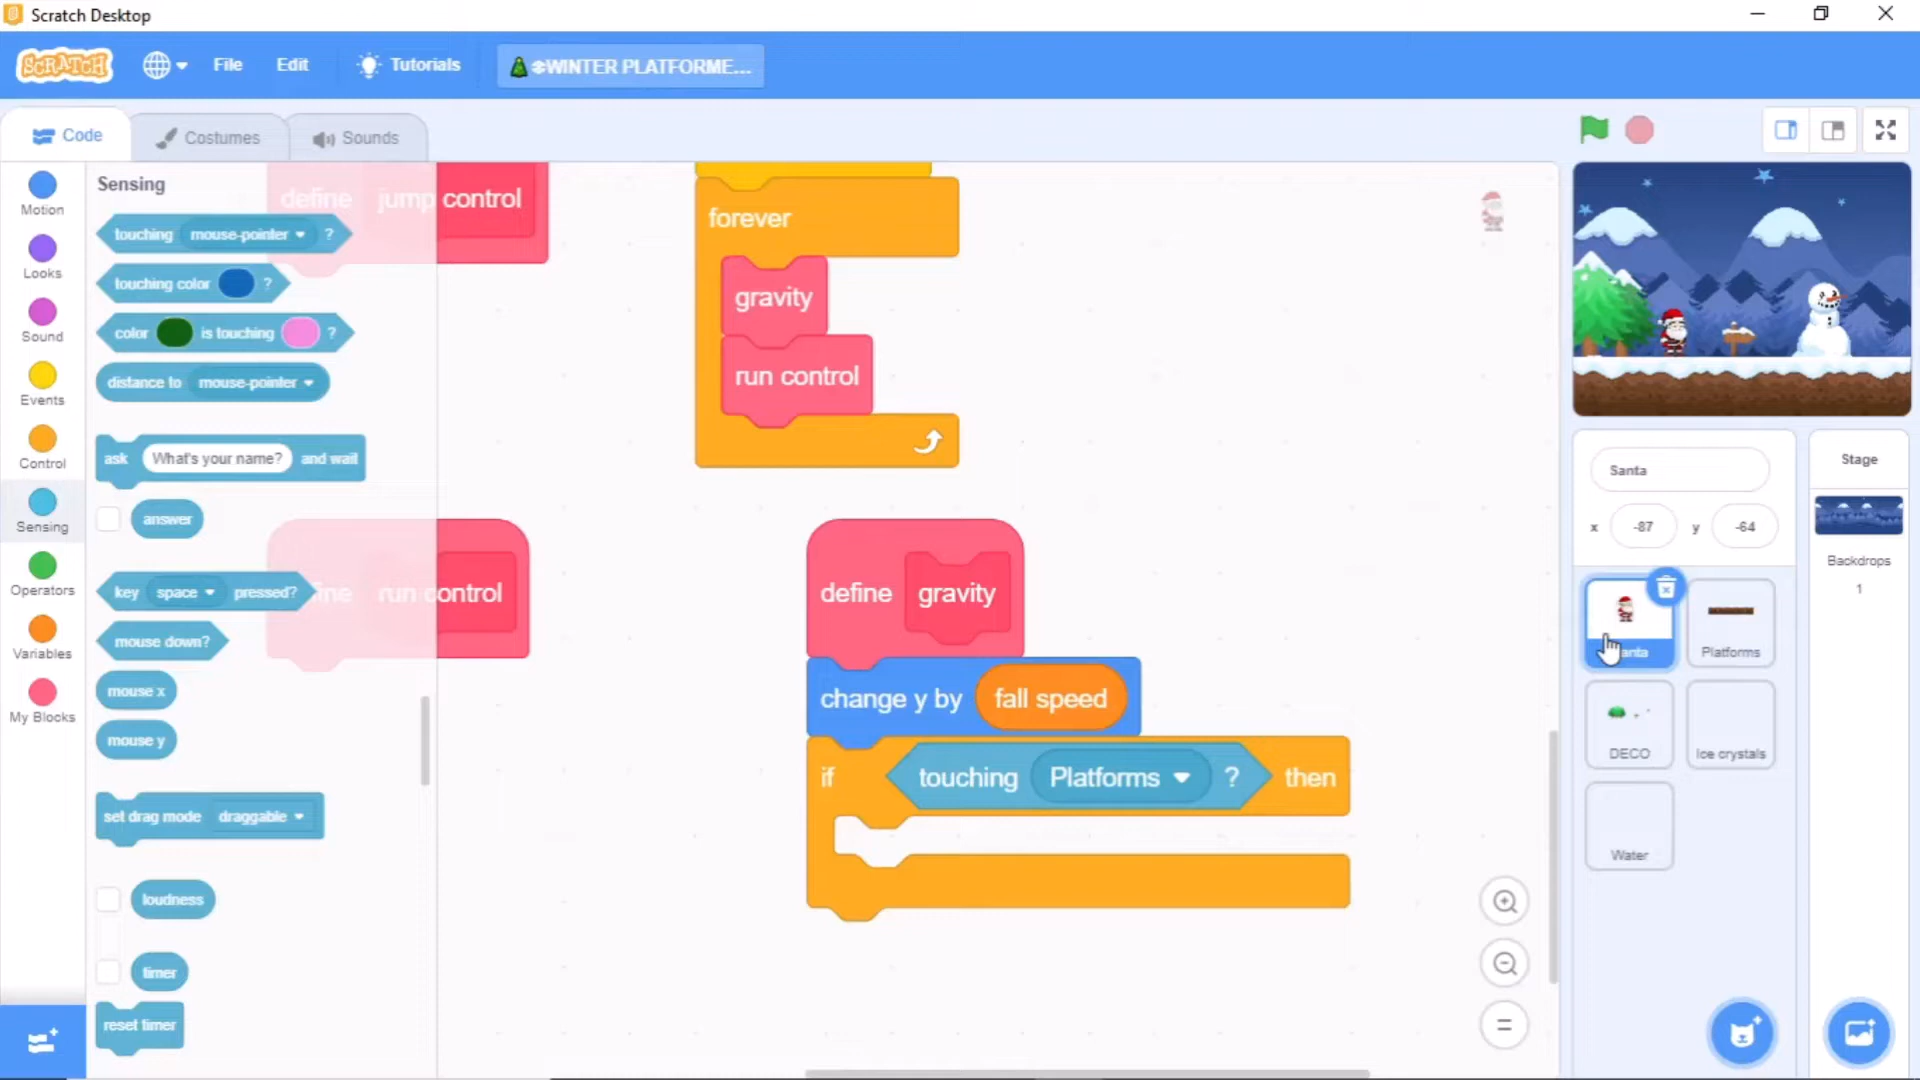 Scratch Desktop
SCRATCH
File
Edit
Tutorials
WINTER PLATFORME...
Code
Costumes
Sounds
Motion
Looks
Sound
Events
Control
Sensing
Operators
Variables
My Blocks
Sensing
touching mouse-pointer ?
touching color ?
color is touching ?
distance to mouse-pointer
ask What's your name? and wait
answer
key space pressed?
mouse down?
mouse x
mouse y
set drag mode draggable
loudness
timer
reset timer
define jump control
run control
forever
gravity
run control
define gravity
change y by fall speed
if touching Platforms ? then
Santa
x -87 y -64
Platforms
DECO
Ice crystals
Water
Stage
Backdrops
1